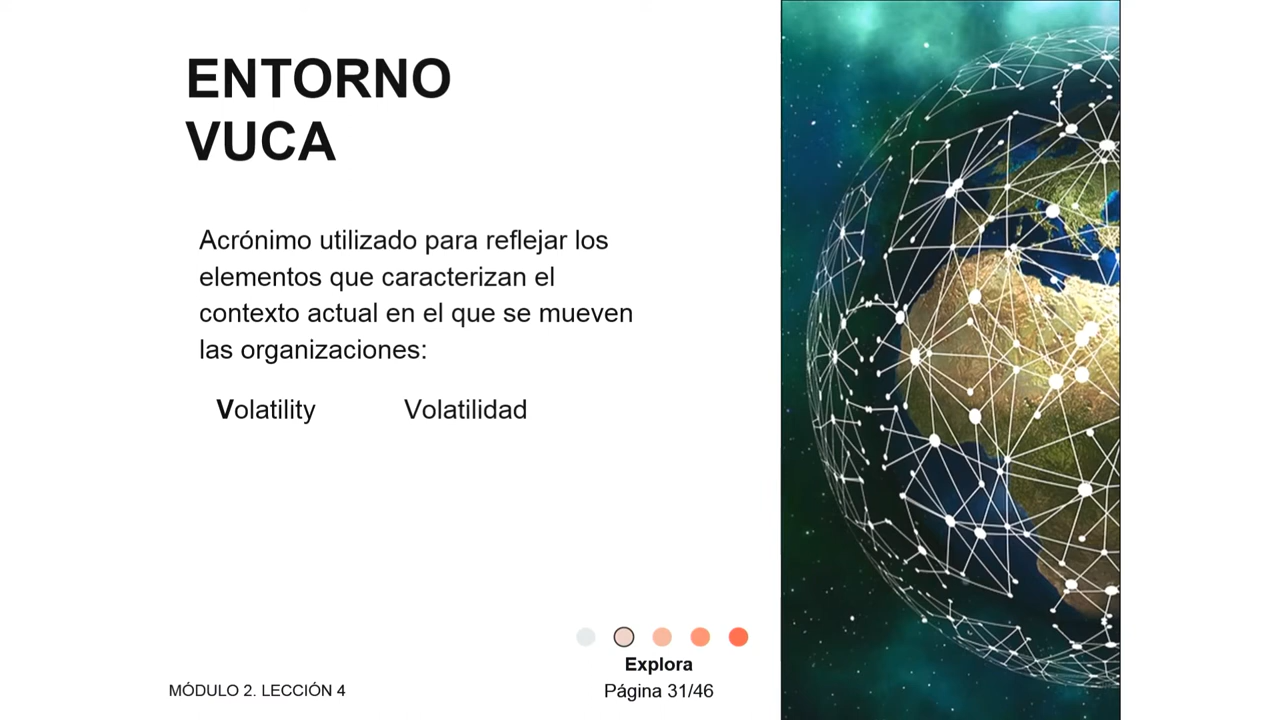 ENTORNO
VUCA
Acrónimo utilizado para reflejar los
elementos que caracterizan el
contexto actual en el que se mueven
las organizaciones:
Volatility Volatilidad
Explora
MÓDULO 2. LECCIÓN 4 Página 31/46